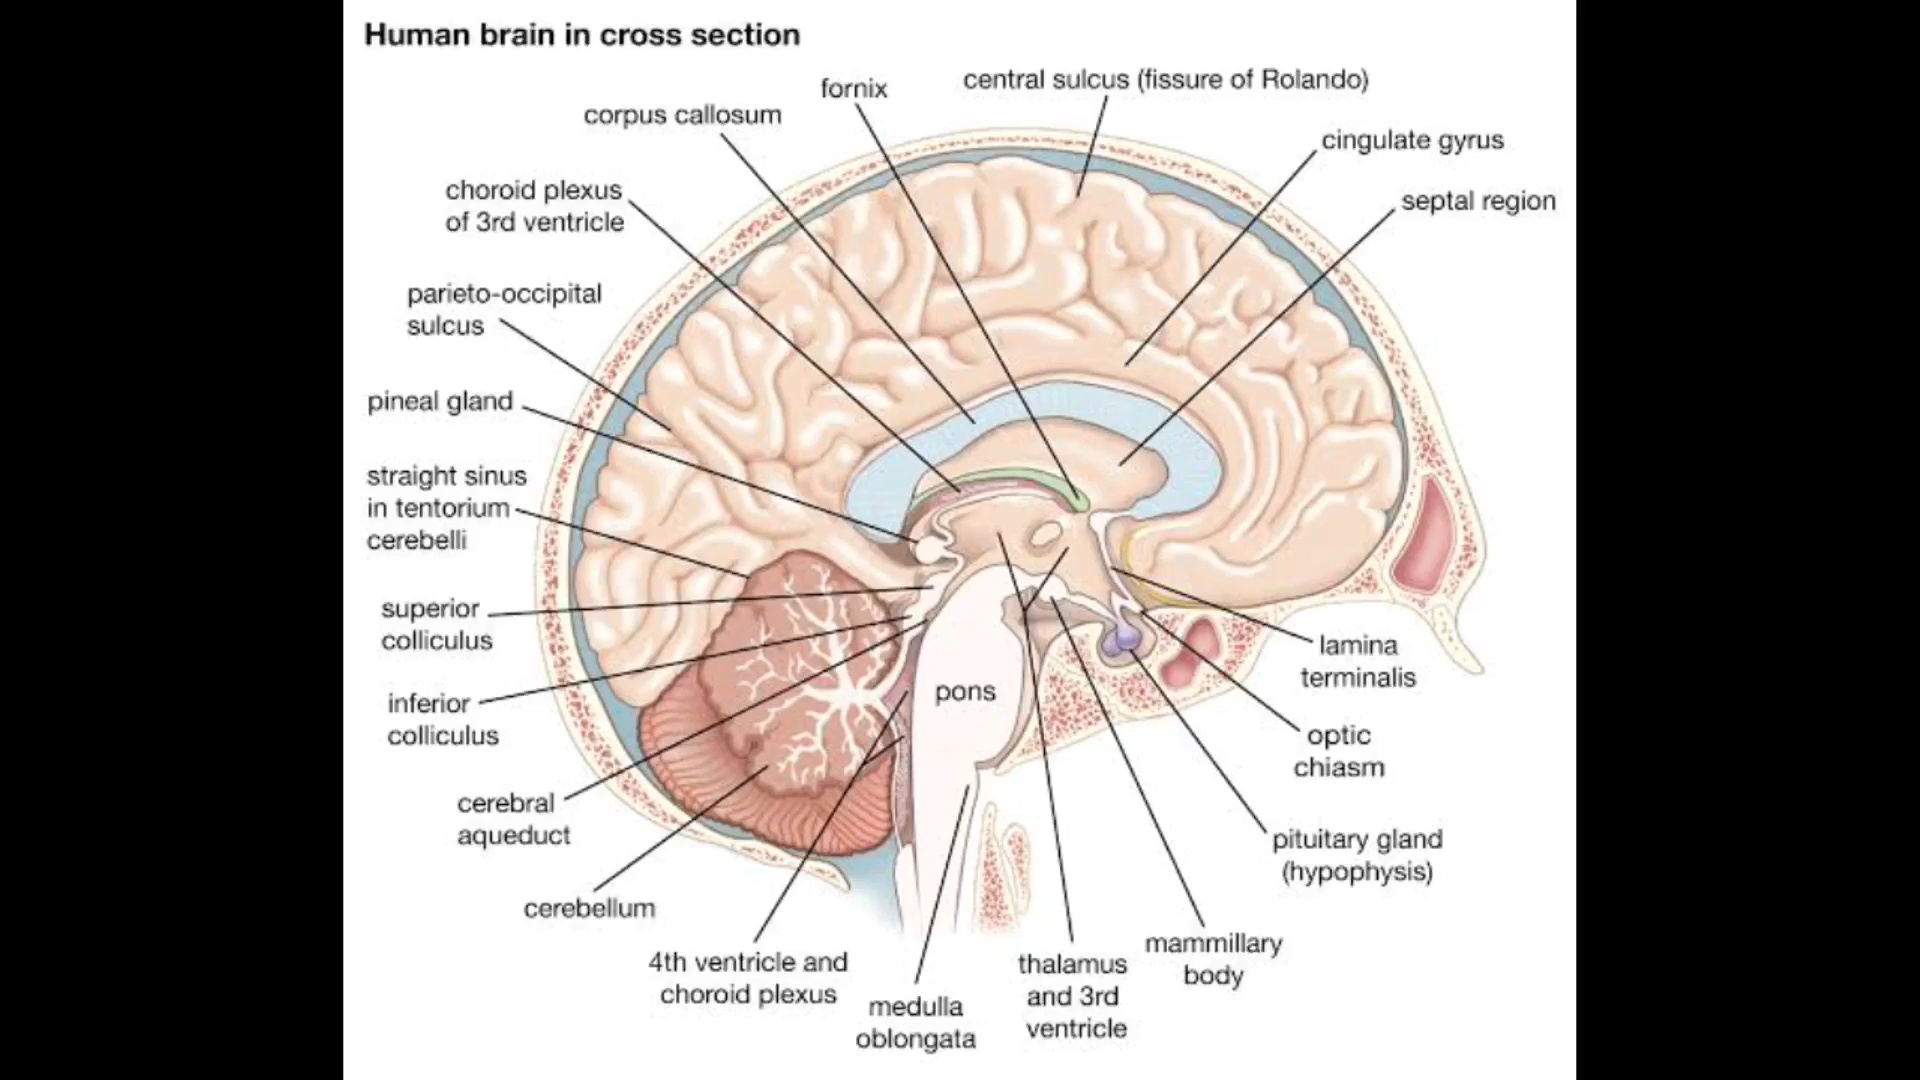 Human brain in cross section
fornix
central sulcus (fissure of Rolando)
corpus callosum
cingulate gyrus
choroid plexus
of 3rd ventricle
septal region
parieto-occipital
sulcus
pineal gland
straight sinus
in tentorium
cerebelli
superior
colliculus
lamina
terminalis
inferior
colliculus
pons
optic
chiasm
cerebral
aqueduct
pituitary gland
(hypophysis)
cerebellum
4th ventricle and
choroid plexus
medulla
oblongata
thalamus
and 3rd
ventricle
mammillary
body